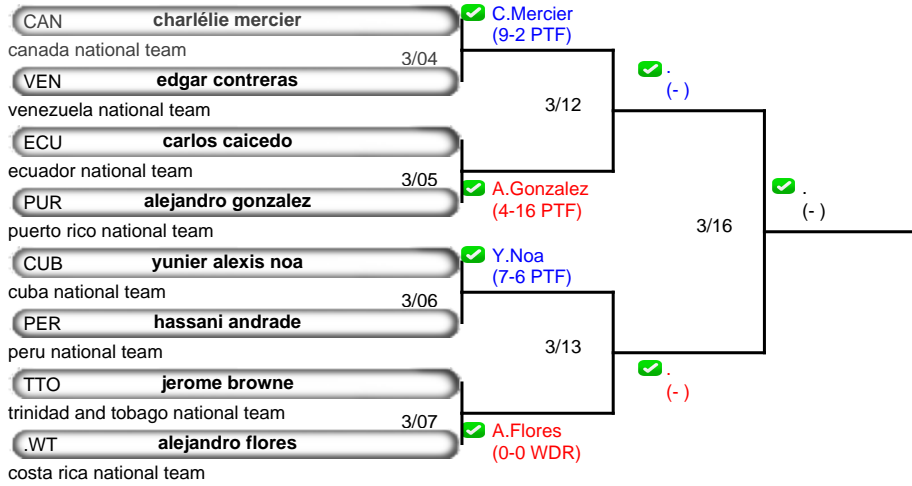 CAN charlélie mercier
canada national team
3/04
VEN edgar contreras
venezuela national team
ECU carlos caicedo
ecuador national team
3/05
PUR alejandro gonzalez
puerto rico national team
CUB yunier alexis noa
cuba national team
3/06
PER hassani andrade
peru national team
TTO jerome browne
trinidad and tobago national team
3/07
.WT alejandro flores
costa rica national team
C.Mercier
(9-2 PTF)
3/12
A.Gonzalez
(4-16 PTF)
Y.Noa
(7-6 PTF)
3/13
A.Flores
(0-0 WDR)
.
(- )
3/16
.
(- )
.
(- )